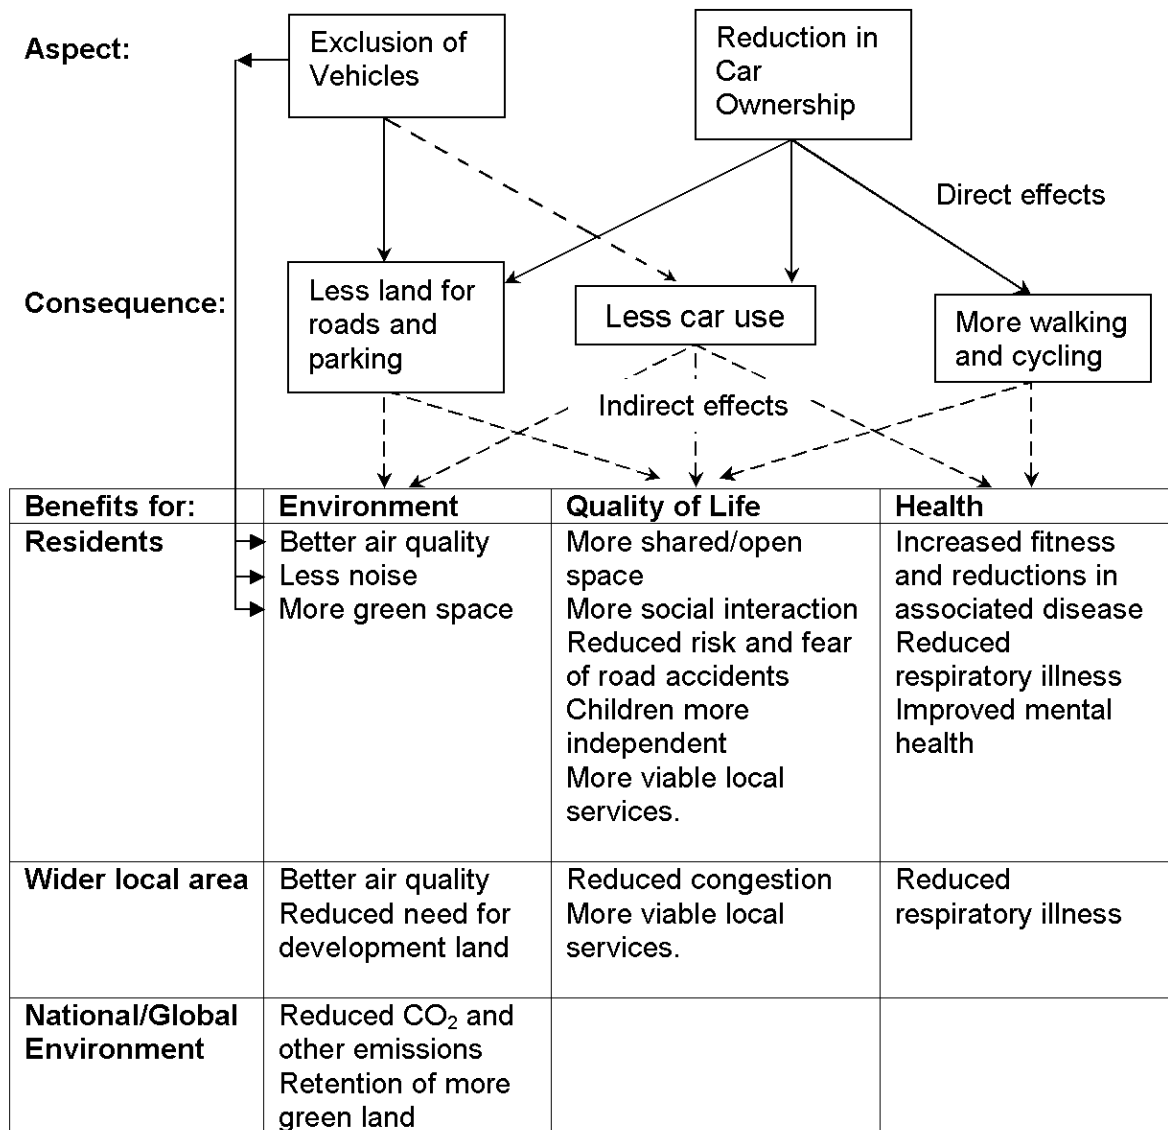 Aspect:
Exclusion of
Vehicles
Reduction in
Car
Ownership
Direct effects
Consequence:
Less land for
roads and
parking
Less car use
More walking
and cycling
Indirect effects
Benefits for:
Environment
Quality of Life
Health
Residents
Better air quality
Less noise
More green space
More shared/open
space
More social interaction
Reduced risk and fear
of road accidents
Children more
independent
More viable local
services.
Increased fitness
and reductions in
associated disease
Reduced
respiratory illness
Improved mental
health
Wider local area
Better air quality
Reduced need for
development land
Reduced congestion
More viable local
services.
Reduced
respiratory illness
National/Global
Environment
Reduced CO₂ and
other emissions
Retention of more
green land